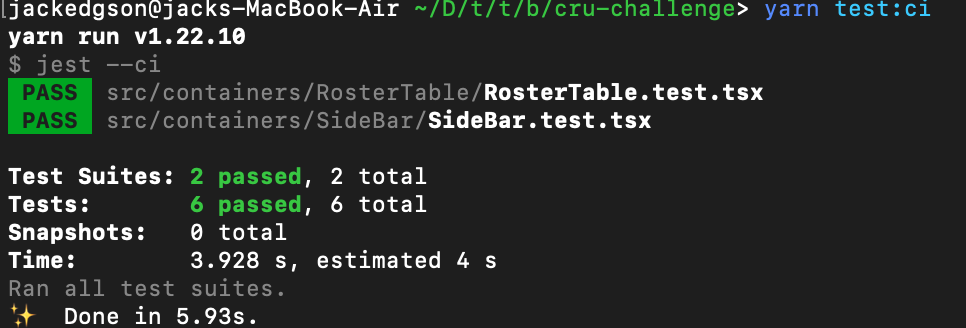 [jackedgson@jacks-MacBook-Air ~/D/t/t/b/cru-challenge> yarn test:ci
yarn run v1.22.10
$ jest --ci
PASS src/containers/RosterTable/RosterTable.test.tsx
PASS src/containers/SideBar/SideBar.test.tsx
Test Suites: 2 passed, 2 total
Tests: 6 passed, 6 total
Snapshots: 0 total
Time: 3.928 s, estimated 4 s
Ran all test suites.
✨ Done in 5.93s.